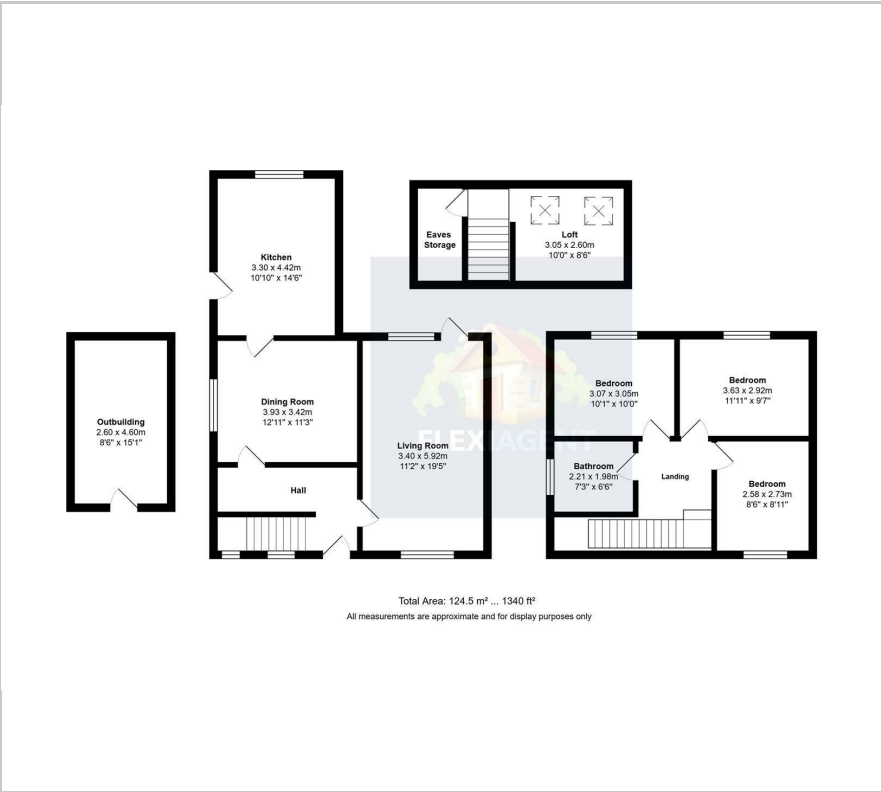 Kitchen
3.30 x 4.42m
10'10" x 14'6"
Eaves
Storage
Loft
3.05 x 2.60m
10'0" x 8'6"
Outbuilding
2.60 x 4.60m
8'6" x 15'1"
Dining Room
3.93 x 3.42m
12'11" x 11'3"
Living Room
3.40 x 5.92m
11'2" x 19'5"
Hall
Bedroom
3.07 x 3.05m
10'1" x 10'0"
Bedroom
3.63 x 2.92m
11'11" x 9'7"
FLEXIAGENT
Bathroom
2.21 x 1.98m
7'3" x 6'6"
Landing
Bedroom
2.58 x 2.73m
8'6" x 8'11"
Total Area: 124.5 m² ... 1340 ft²
All measurements are approximate and for display purposes only